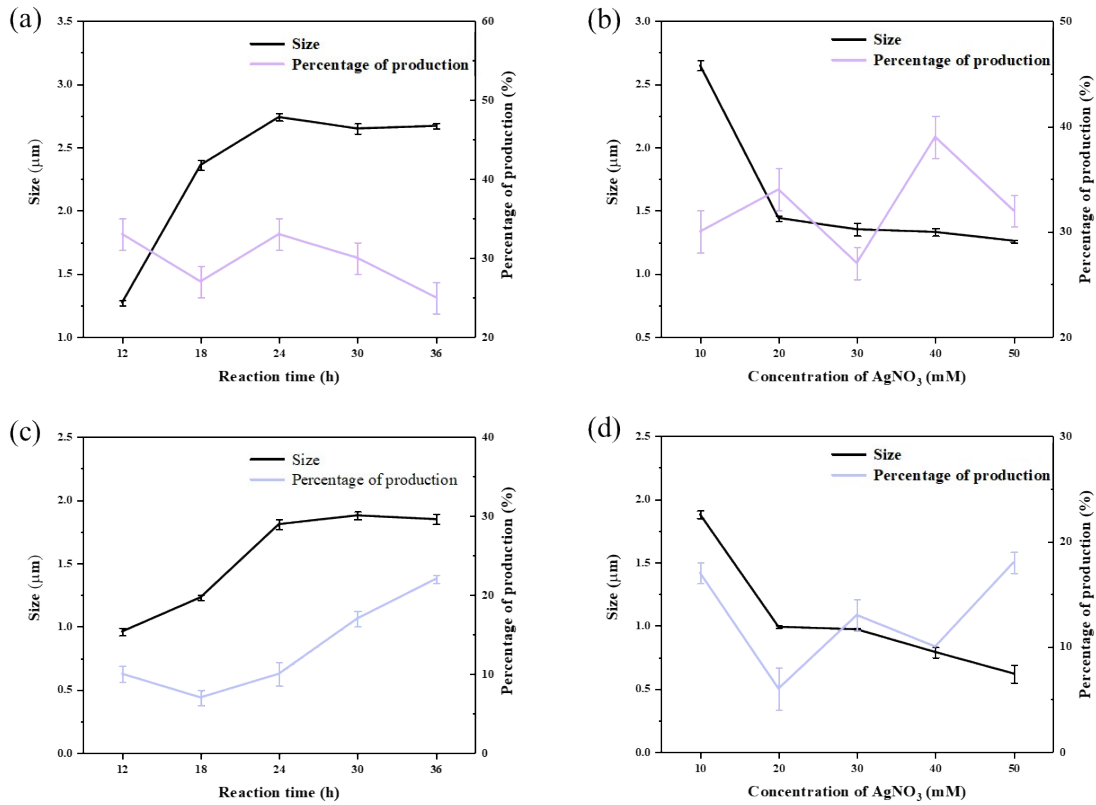 (a)
3.5
3.0
2.5
2.0
1.5
1.0
Size (μm)
60
50
40
30
20
Percentage of production (%)
Size
Percentage of production
12 18 24 30 36
Reaction time (h)
(b)
3.0
2.5
2.0
1.5
1.0
0.5
Size (μm)
50
40
30
20
Percentage of production (%)
Size
Percentage of production
10 20 30 40 50
Concentration of AgNO₃ (mM)
(c)
2.5
2.0
1.5
1.0
0.5
0.0
Size (μm)
40
30
20
10
0
Percentage of production (%)
Size
Percentage of production
12 18 24 30 36
Reaction time (h)
(d)
2.5
2.0
1.5
1.0
0.5
0.0
Size (μm)
30
20
10
0
Percentage of production (%)
Size
Percentage of production
10 20 30 40 50
Concentration of AgNO₃ (mM)